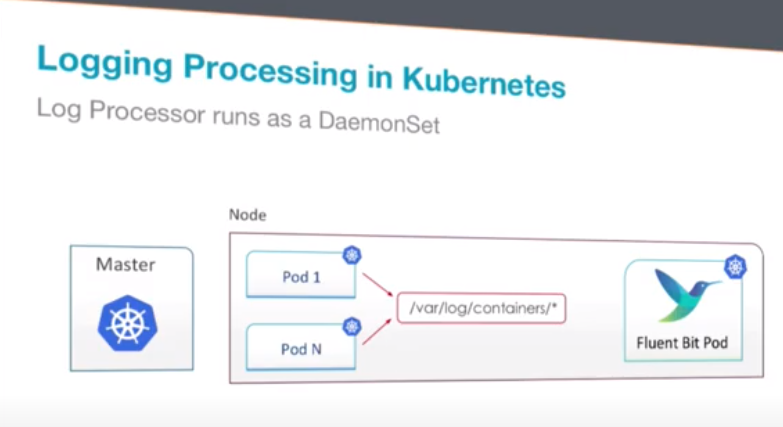 Logging Processing in Kubernetes
Log Processor runs as a DaemonSet
Node
Master
Pod 1
/var/log/containers/*
Pod N
Fluent Bit Pod